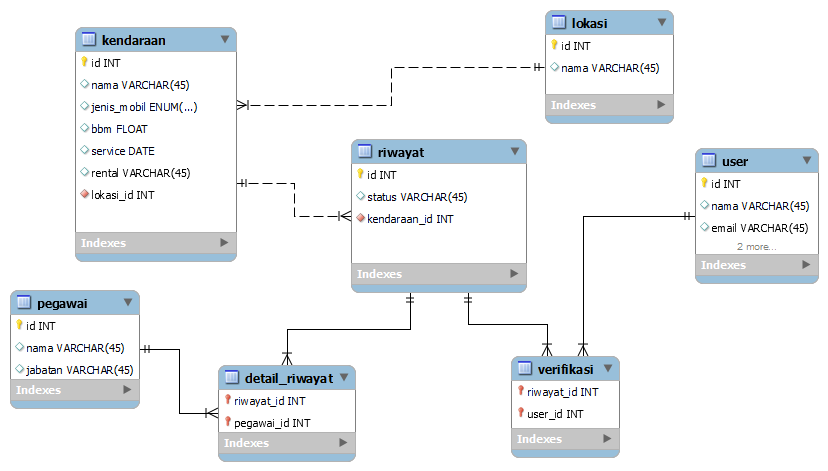 kendaraan
id INT
nama VARCHAR(45)
jenis_mobil ENUM(...)
bbm FLOAT
service DATE
rental VARCHAR(45)
lokasi_id INT
Indexes
lokasi
id INT
nama VARCHAR(45)
Indexes
riwayat
id INT
status VARCHAR(45)
kendaraan_id INT
Indexes
user
id INT
nama VARCHAR(45)
email VARCHAR(45)
2 more...
Indexes
pegawai
id INT
nama VARCHAR(45)
jabatan VARCHAR(45)
Indexes
detail_riwayat
riwayat_id INT
pegawai_id INT
Indexes
verifikasi
riwayat_id INT
user_id INT
Indexes